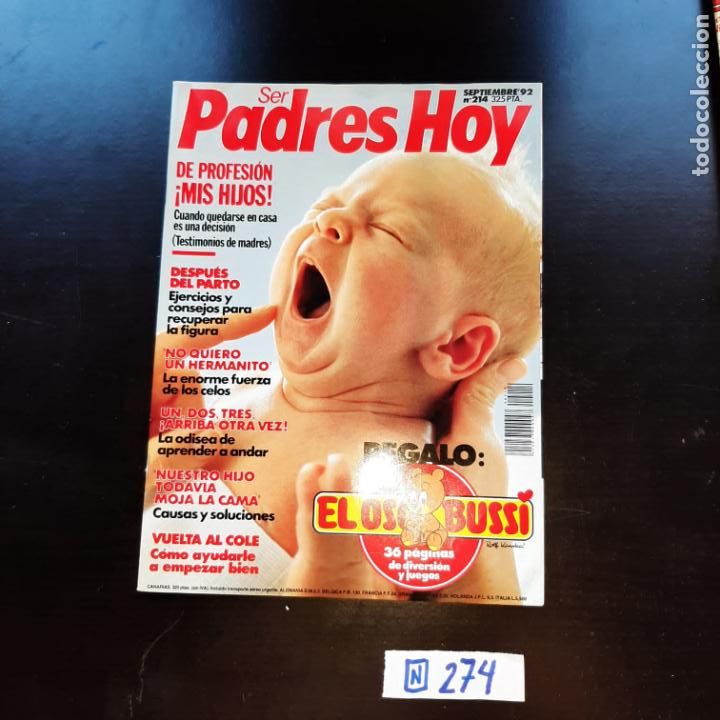 Ser
Padres Hoy
SEPTIEMBRE'92
nº 214 325 PTA.
DE PROFESIÓN
¡MIS HIJOS!
Cuando quedarse en casa
es una decisión
(Testimonios de madres)
DESPUÉS
DEL PARTO
Ejercicios y
consejos para
recuperar
la figura
'NO QUIERO
UN HERMANITO'
La enorme fuerza
de los celos
UN, DOS, TRES,
¡ARRIBA OTRA VEZ!
La odisea de
aprender a andar
'NUESTRO HIJO
TODAVIA
MOJA LA CAMA'
Causas y soluciones
VUELTA AL COLE
Cómo ayudarle
a empezar bien
REGALO:
EL OSO BUSSI
36 páginas
de diversión
y juegos
N 274
todocoleccion